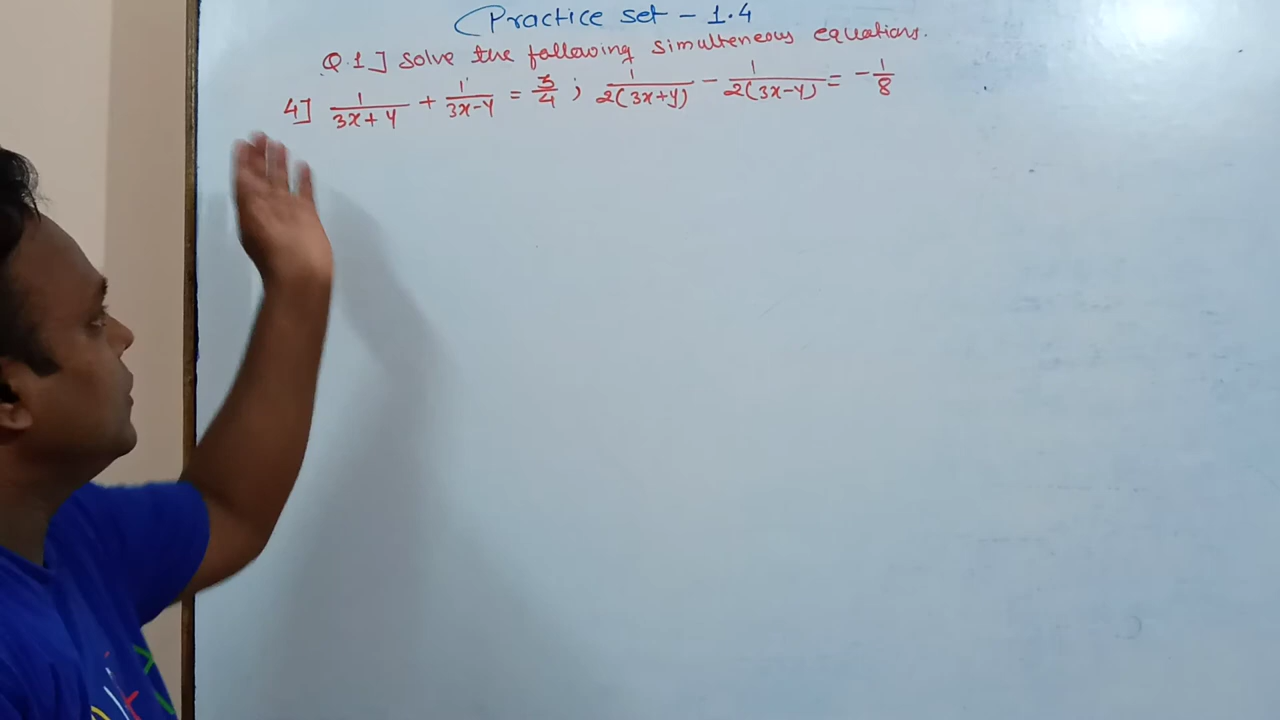 Practice set - 1.4
Q.1] Solve the following simulteneous equations.
4] 1/(3x+y) + 1/(3x-y) = 3/4 ; 1/(2(3x+y)) - 1/(2(3x-y)) = -1/8